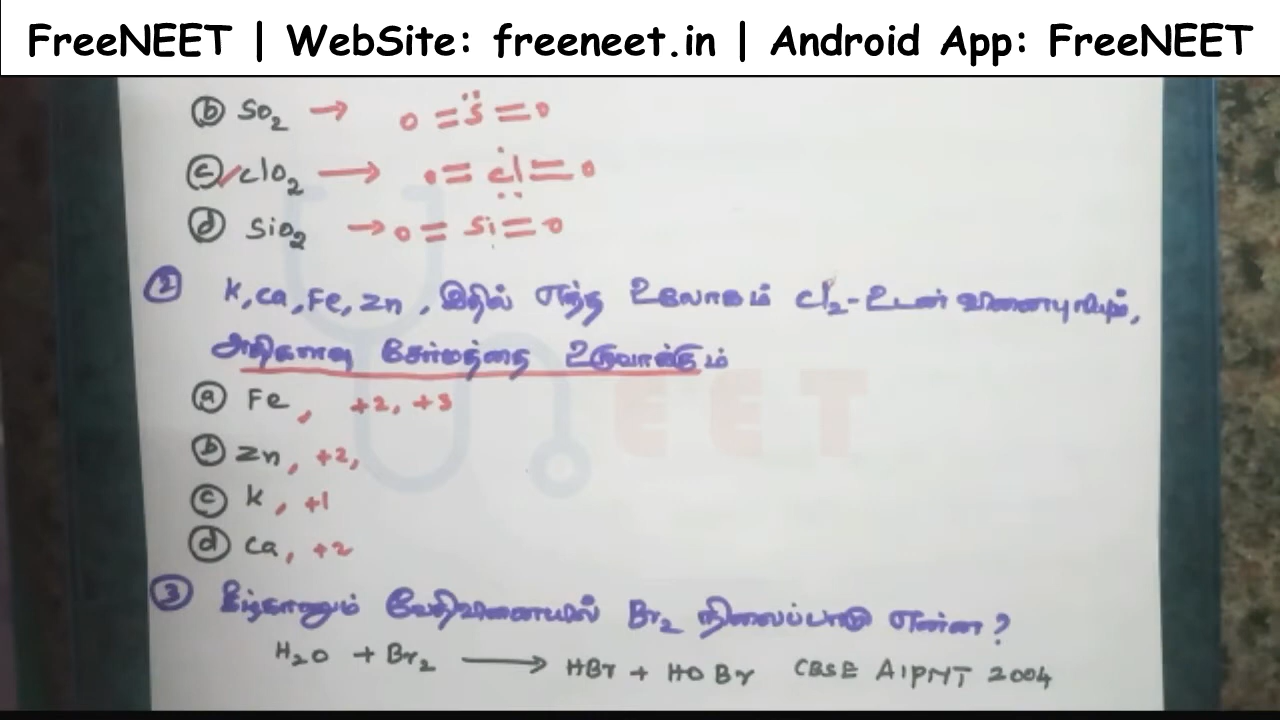 FreeNEET | WebSite: freeneet.in | Android App: FreeNEET
b SO2 → O = S = O
c ClO2 → O = Cl = O
d SiO2 → O = Si = O
2 K, Ca, Fe, Zn, இதில் எந்த உலோகம் Cl2-உடன் வினைபுரியும்,
அதிகளவு சேர்மத்தை உருவாக்கும்
a Fe, +2, +3
b Zn, +2,
c K, +1
d Ca, +2
EET
3 கீழ்காணும் வேதிவினையில் Br2 நிலைப்பாடு என்ன?
H2O + Br2 → HBr + HOBr CBSE AIPMT 2004